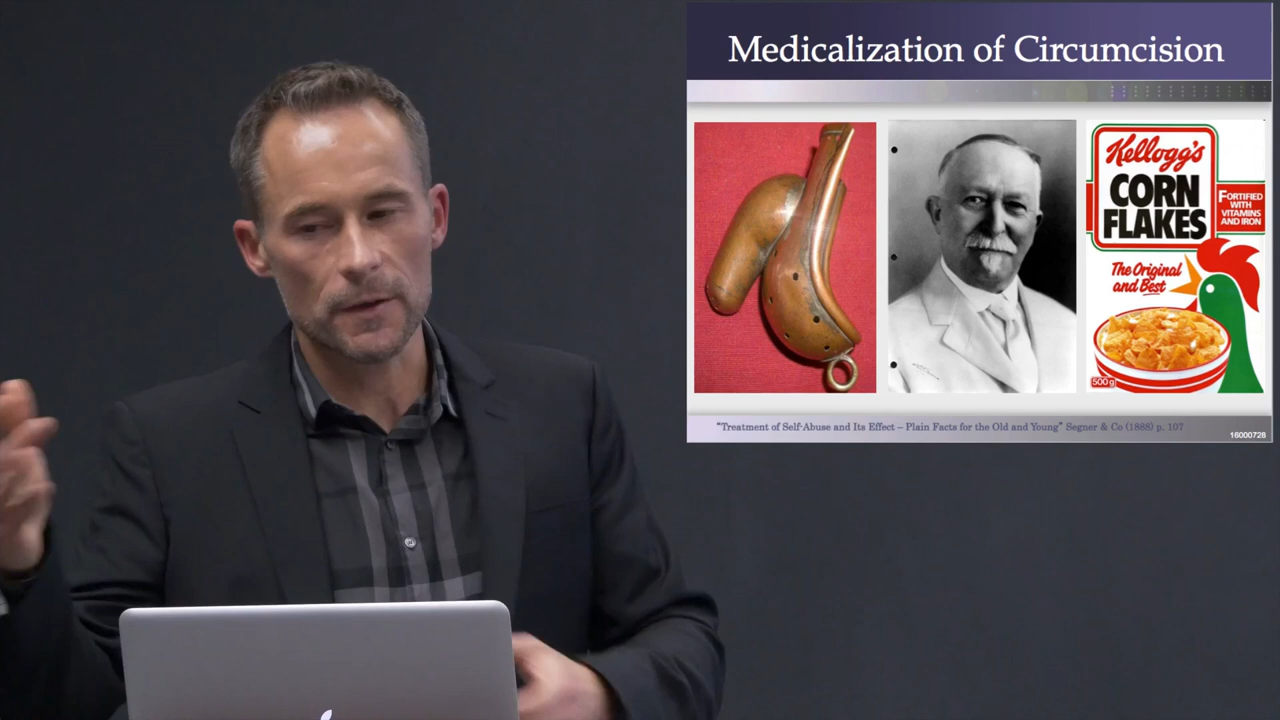 Medicalization of Circumcision
Kellogg's
CORN
FLAKES
FORTIFIED
WITH
VITAMINS
AND IRON
The Original
and Best
500 g
"Treatment of Self-Abuse and Its Effect – Plain Facts for the Old and Young" Segner & Co (1888) p. 107
16000728